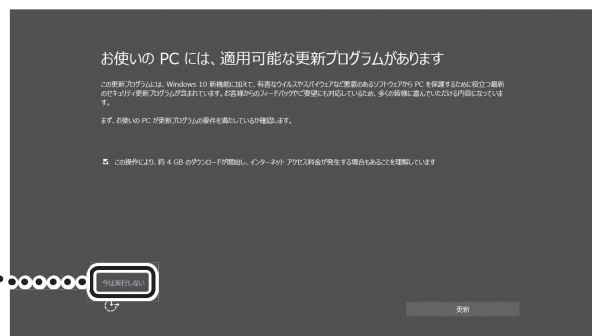 お使いの PC には、適用可能な更新プログラムがあります
この更新プログラムには、Windows 10 新機能に加えて、有害なウイルスやスパイウェアなど悪意のあるソフトウェアから PC を保護するために役立つ最新
のセキュリティ更新プログラムが含まれています。お客様からのフィードバックやご要望にも対応しているため、多くの皆様に喜んでいただける内容になっていま
す。
まず、お使いの PC が更新プログラムの要件を満たしているか確認します。
この操作により、約 4 GB のダウンロードが開始し、インターネット アクセス料金が発生する場合もあることを理解しています
今は実行しない
更新